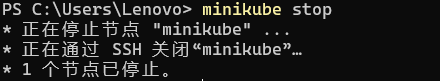 PS C:\Users\Lenovo> minikube stop
* 正在停止节点 "minikube" ...
* 正在通过 SSH 关闭“minikube”…
* 1 个节点已停止。